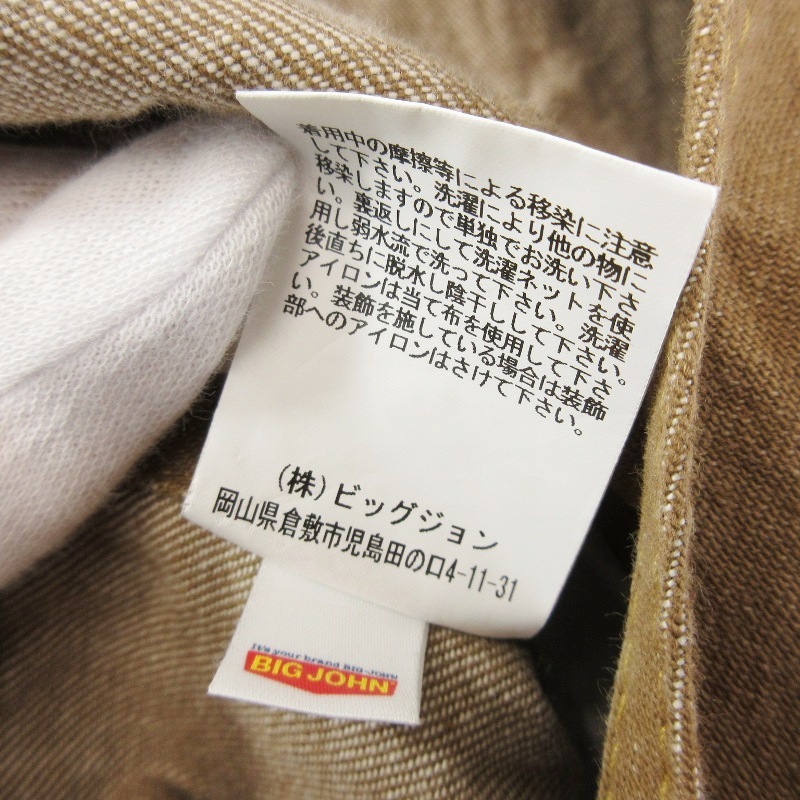 着用中の摩擦等による移染に注意
して下さい。洗濯により他の物に
移染しますので単独でお洗い下さ
い。裏返しにして洗濯ネットを使
用し弱水流で洗って下さい。洗濯
後直ちに脱水し陰干しして下さい。
アイロンは当て布を使用して下さ
い。装飾を施している場合は装飾
部へのアイロンはさけて下さい。
(株)ビッグジョン
岡山県倉敷市児島田の口4-11-31
It's your brand BIG-JOHN
BIG JOHN